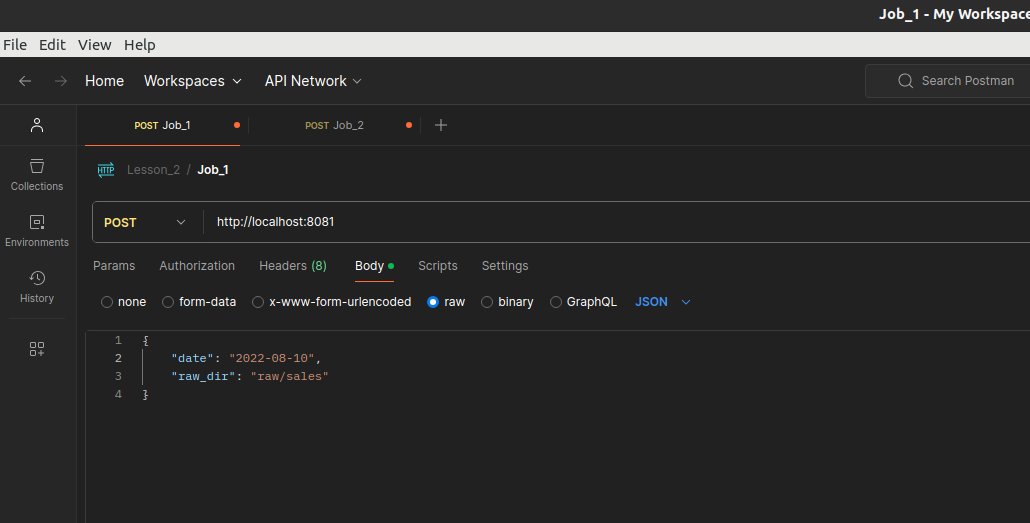 Job_1 - My Workspace
File Edit View Help
Home Workspaces API Network Search Postman
POST Job_1 POST Job_2
HTTP Lesson_2 / Job_1
Collections
POST http://localhost:8081
Environments
Params Authorization Headers (8) Body Scripts Settings
History
none form-data x-www-form-urlencoded raw binary GraphQL JSON
1 {
2 "date": "2022-08-10",
3 "raw_dir": "raw/sales"
4 }